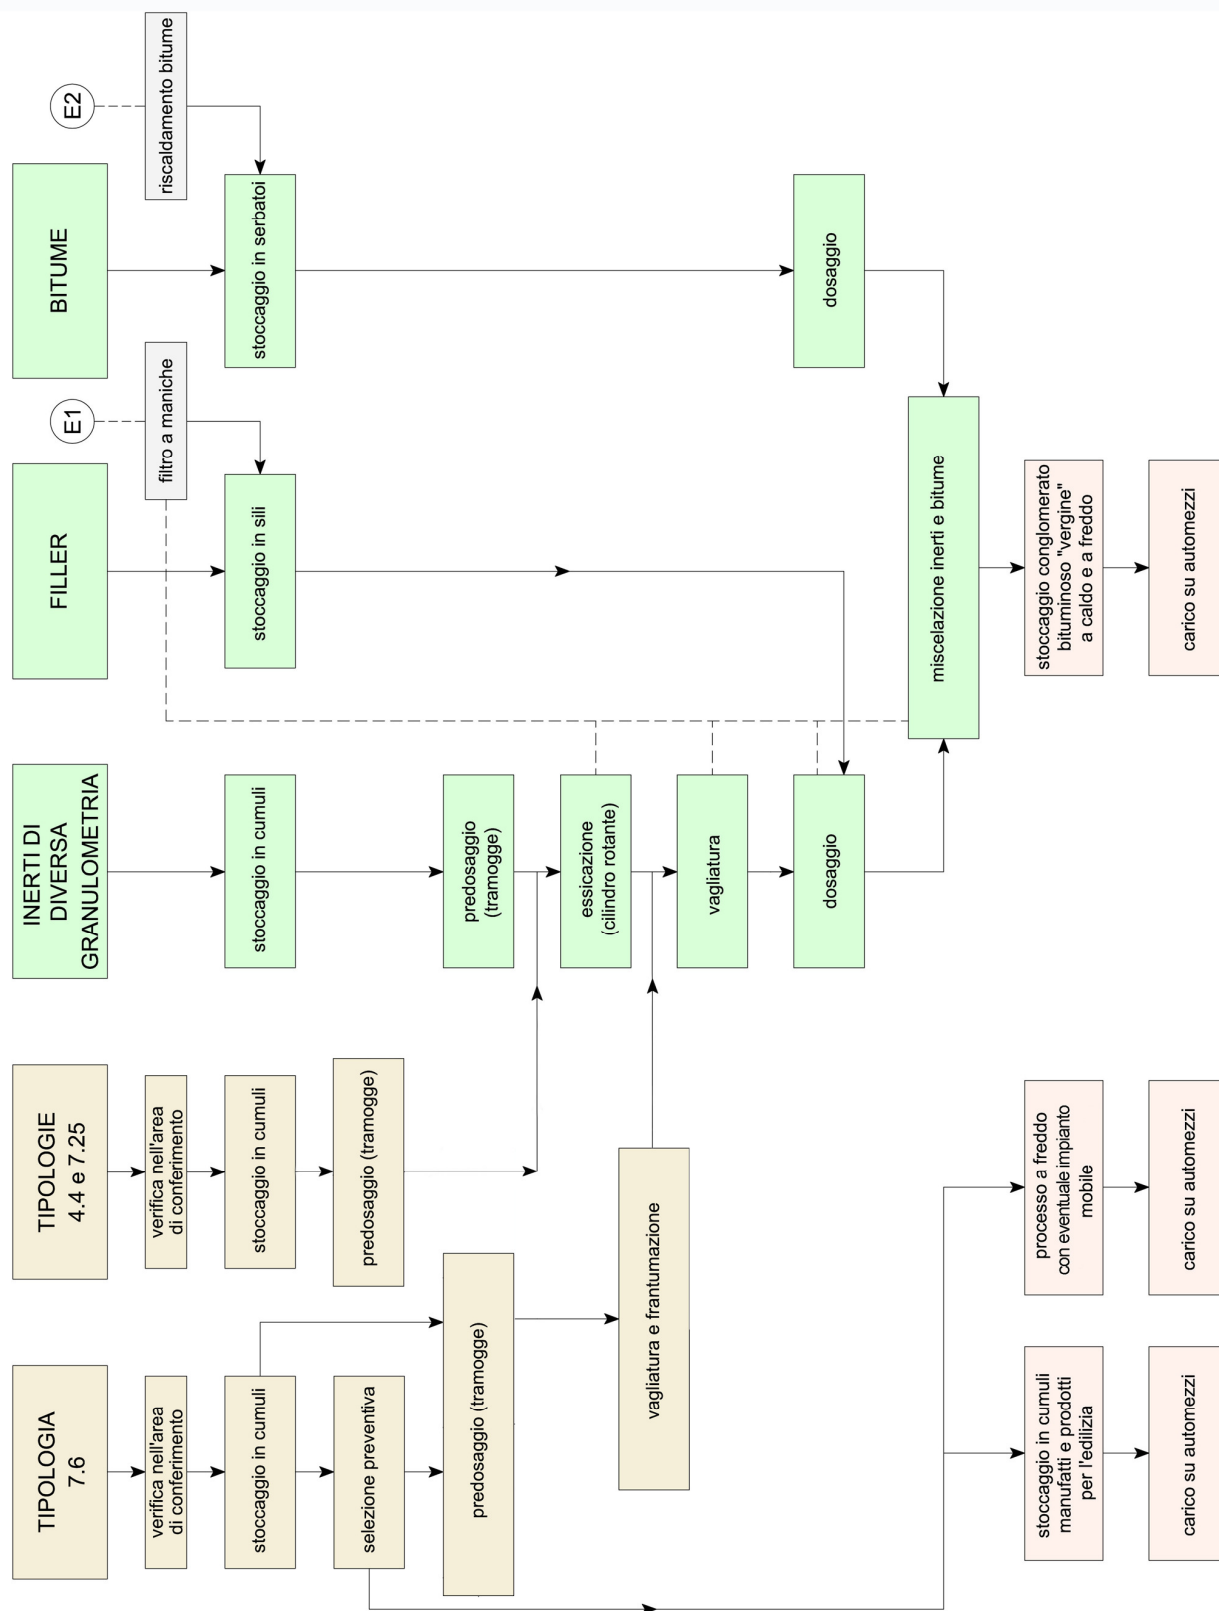 TIPOLOGIA
7.6
verifica nell'area
di conferimento
stoccaggio in cumuli
selezione preventiva
predosaggio (tramogge)
vagliatura e frantumazione
stoccaggio in cumuli
manufatti e prodotti
per l'edilizia
carico su automezzi
processo a freddo
con eventuale impianto
mobile
carico su automezzi
TIPOLOGIE
4.4 e 7.25
verifica nell'area
di conferimento
stoccaggio in cumuli
predosaggio (tramogge)
INERTI DI
DIVERSA
GRANULOMETRIA
stoccaggio in cumuli
predosaggio
(tramogge)
essicazione
(cilindro rotante)
vagliatura
dosaggio
FILLER
E1
filtro a maniche
stoccaggio in sili
BITUME
E2
riscaldamento bitume
stoccaggio in serbatoi
dosaggio
miscelazione inerti e bitume
stoccaggio conglomerato
bituminoso "vergine"
a caldo e a freddo
carico su automezzi